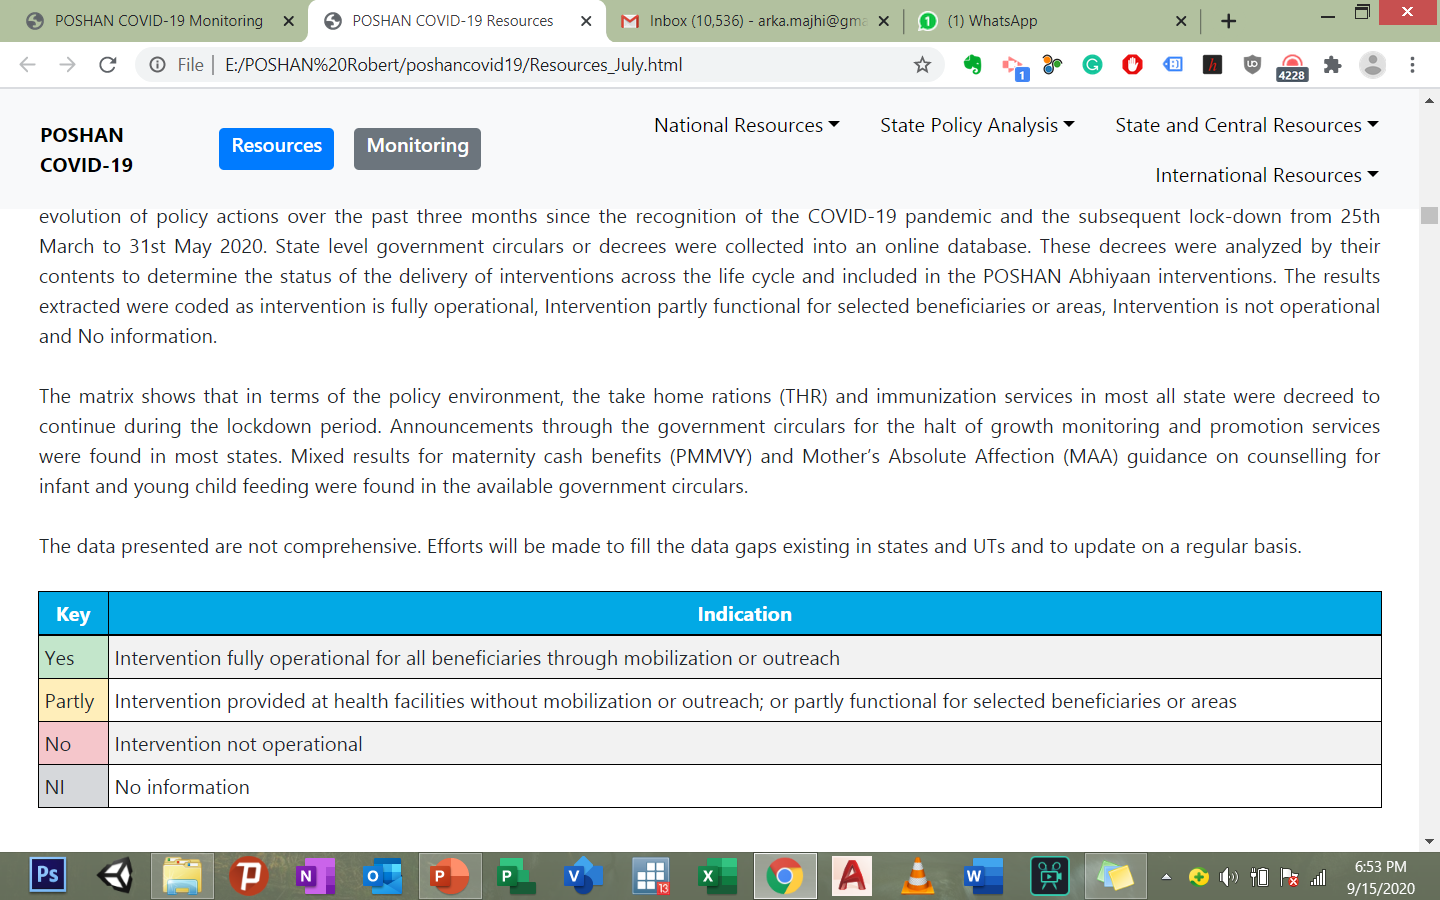 POSHAN COVID-19 Monitoring
POSHAN COVID-19 Resources
Inbox (10,536) - arka.majhi@gma
(1) WhatsApp
File
E:/POSHAN%20Robert/poshancovid19/Resources_July.html
1
4228
POSHAN
COVID-19
Resources
Monitoring
National Resources
State Policy Analysis
State and Central Resources
International Resources
evolution of policy actions over the past three months since the recognition of the COVID-19 pandemic and the subsequent lock-down from 25th
March to 31st May 2020. State level government circulars or decrees were collected into an online database. These decrees were analyzed by their
contents to determine the status of the delivery of interventions across the life cycle and included in the POSHAN Abhiyaan interventions. The results
extracted were coded as intervention is fully operational, Intervention partly functional for selected beneficiaries or areas, Intervention is not operational
and No information.
The matrix shows that in terms of the policy environment, the take home rations (THR) and immunization services in most all state were decreed to
continue during the lockdown period. Announcements through the government circulars for the halt of growth monitoring and promotion services
were found in most states. Mixed results for maternity cash benefits (PMMVY) and Mother's Absolute Affection (MAA) guidance on counselling for
infant and young child feeding were found in the available government circulars.
The data presented are not comprehensive. Efforts will be made to fill the data gaps existing in states and UTs and to update on a regular basis.
Key Indication
Yes Intervention fully operational for all beneficiaries through mobilization or outreach
Partly Intervention provided at health facilities without mobilization or outreach; or partly functional for selected beneficiaries or areas
No Intervention not operational
NI No information
Ps
13
6:53 PM
9/15/2020